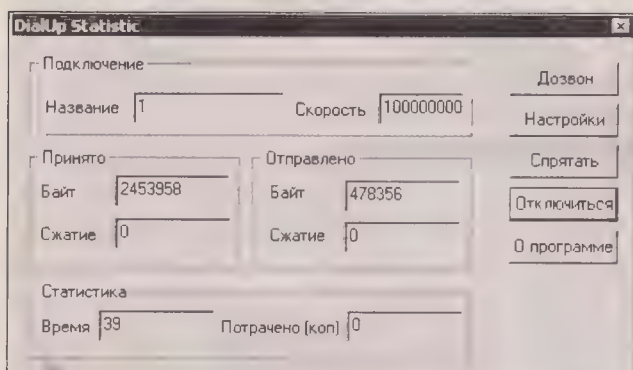 DialUp Statistic
Подключение
Название 1 Скорость 100000000
Дозвон
Настройки
Принято
Байт 2453958
Сжатие 0
Отправлено
Байт 478356
Сжатие 0
Спрятать
Отключиться
О программе
Статистика
Время 39 Потрачено (коп) 0